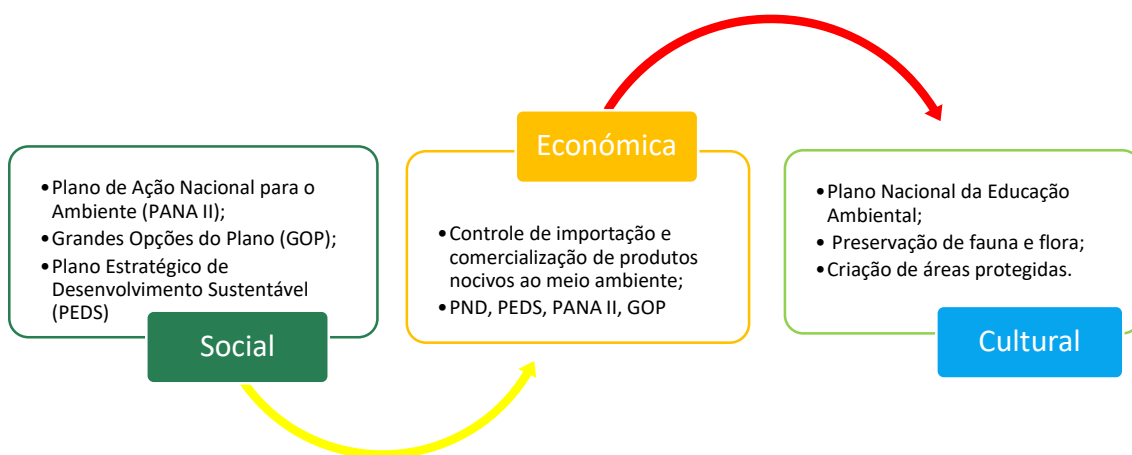 •Plano de Ação Nacional para o
Ambiente (PANA II);
•Grandes Opções do Plano (GOP);
•Plano Estratégico de
Desenvolvimento Sustentável
(PEDS)
Social
Económica
•Controle de importação e
comercialização de produtos
nocivos ao meio ambiente;
•PND, PEDS, PANA II, GOP
•Plano Nacional da Educação
Ambiental;
• Preservação de fauna e flora;
•Criação de áreas protegidas.
Cultural